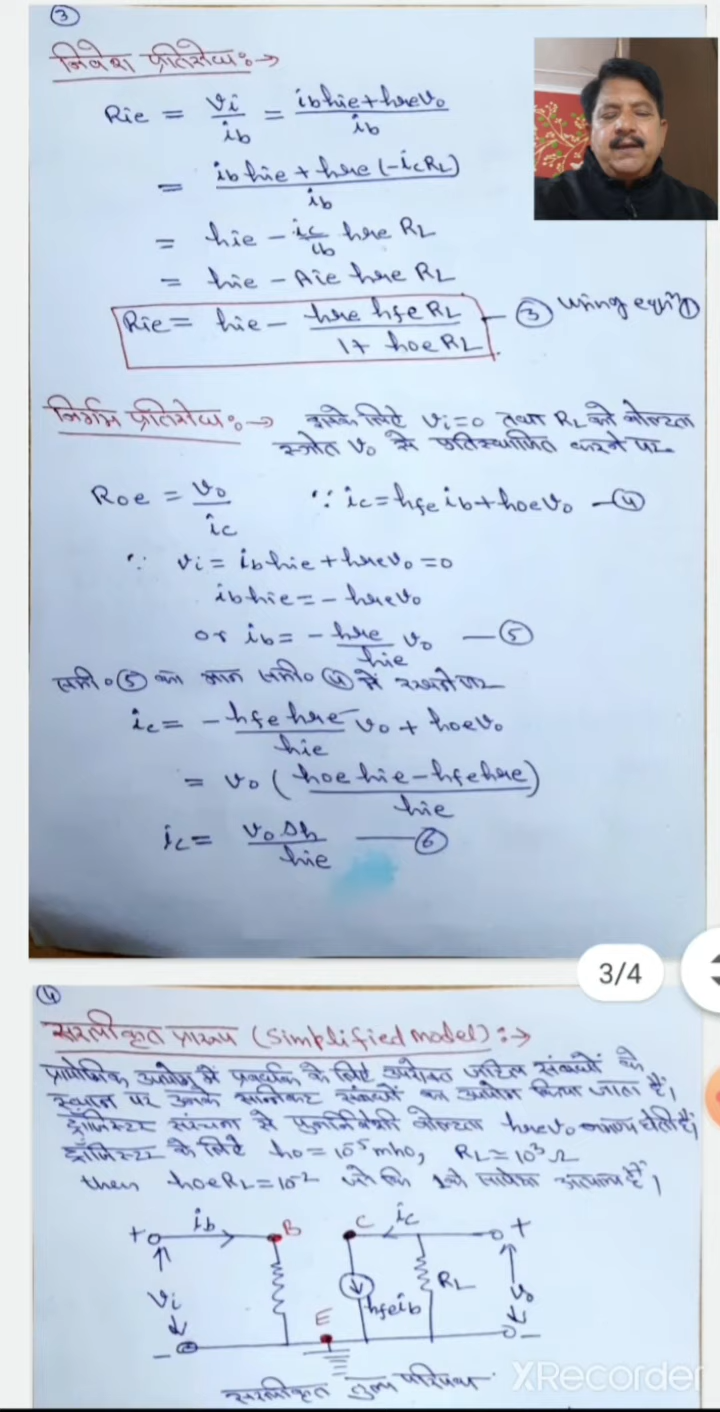 ③
निवेश प्रतिरोध :→
Rie = vi/ib = (ib hie + hre vo)/ib
= (ib hie + hre (-ic RL))/ib
= hie - ic/ib hre RL
= hie - Aie hre RL
Rie = hie - (hre hfe RL)/(1+ hoe RL) — ③ using eqⁿ ①
निर्गम प्रतिरोध :→ इसके लिए vi=0 तथा RL को वोल्टता
स्त्रोत vo से प्रतिस्थापित करने पर
Roe = vo/ic ∵ ic = hfe ib + hoe vo —④
∵ vi = ib hie + hre vo = 0
ib hie = - hre vo
or ib = - hre/hie vo —⑤
समी० ⑤ का मान समी० ④ में रखने पर
ic = - (hfe hre)/hie vo + hoe vo
= vo ((hoe hie - hfe hre)/hie)
ic = (vo Δh)/hie —⑥
3/4
④
सरलीकृत प्रारूप (Simplified model) :→
प्रायोगिक उपयोग में प्रवर्धक के लिए उपरोक्त जटिल संबंधों के
स्थान पर उनके सन्निकट संबंधों का उपयोग किया जाता है।
ट्रांजिस्टर संरचना से पुनर्निवेशी वोल्टता hre vo नगण्य होती है।
ट्रांजिस्टर के लिए ho = 10⁻⁵ mho, RL = 10³ Ω
then hoe RL = 10⁻² जो कि 1 की सापेक्ष अत्यल्प है।
+ ib B C ic +
vi hfe ib RL vo
E
- -
सरलीकृत तुल्य परिपथ
XRecorder